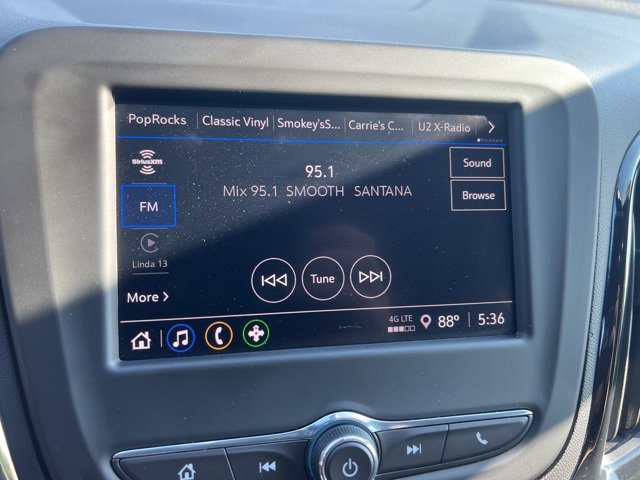 PopRocks Classic Vinyl Smokey'sS... Carrie's C... U2 X-Radio
SiriusXM
95.1
Sound
Mix 95.1 SMOOTH SANTANA
FM
Browse
Linda 13
Tune
More
4G LTE
88° 5:36